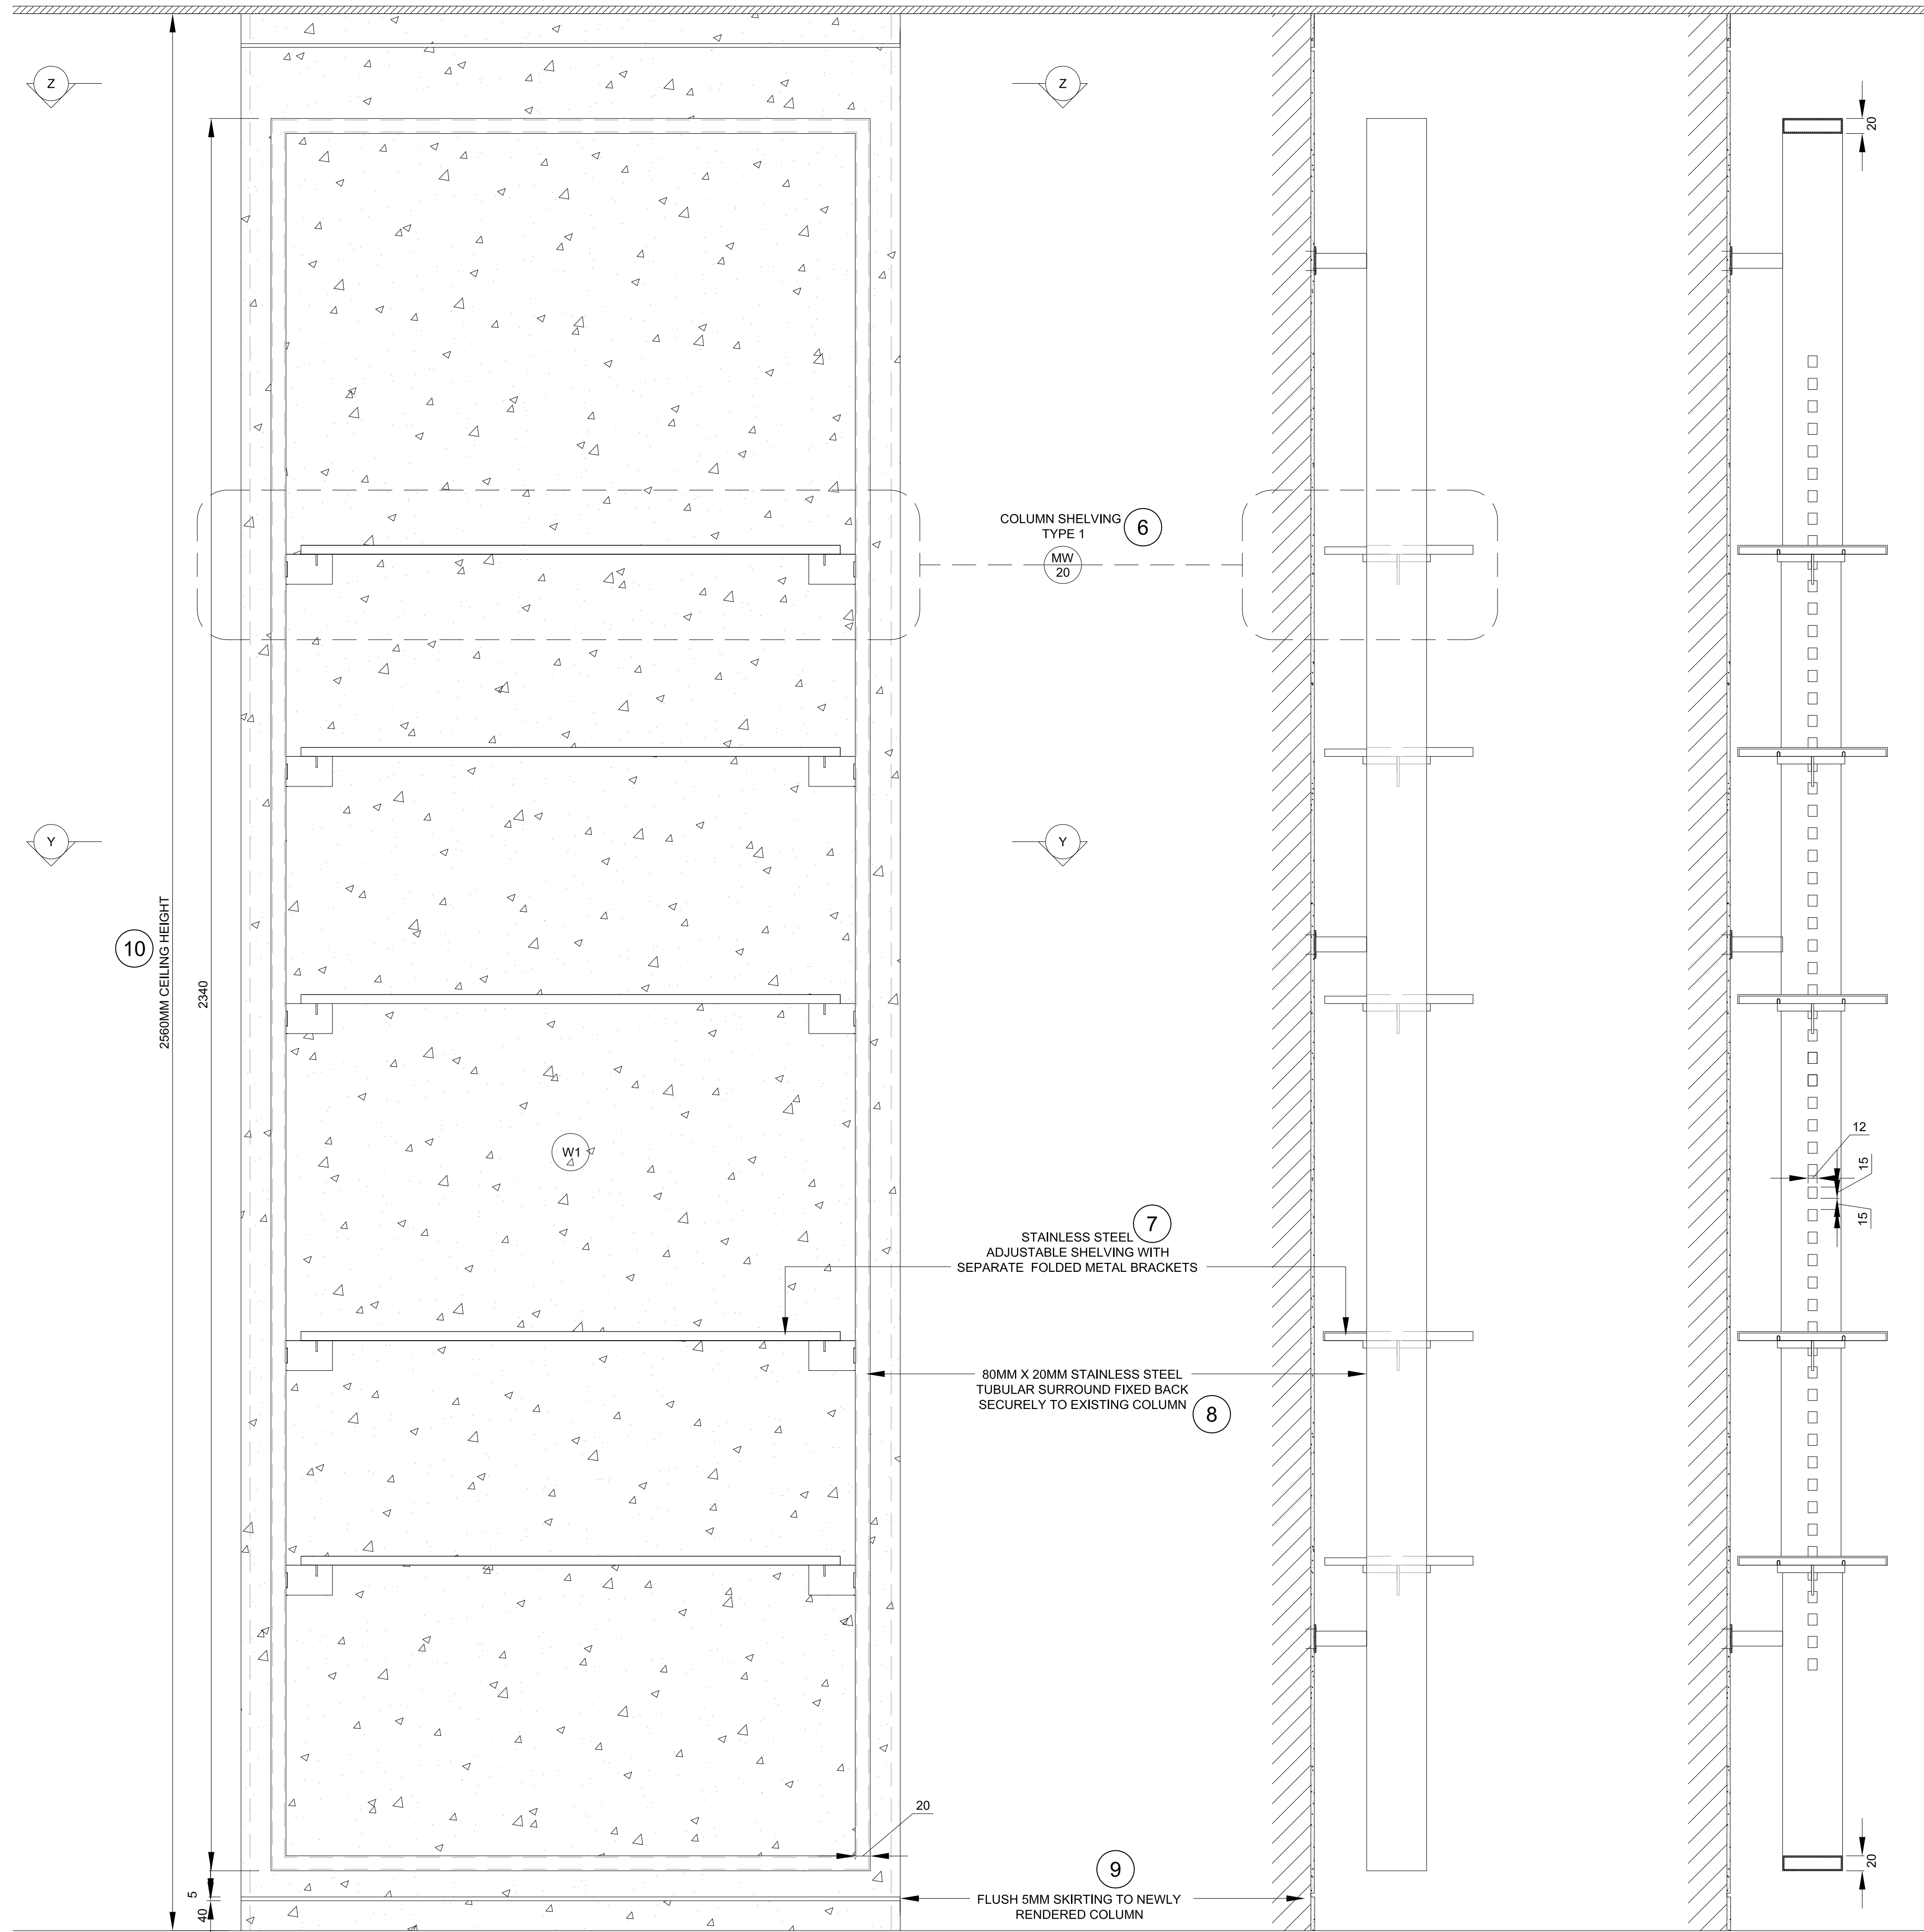 Z
Z
20
COLUMN SHELVING
TYPE 1
6
MW
20
Y
Y
10
2560MM CEILING HEIGHT
2340
12
15
15
W1
7
STAINLESS STEEL
ADJUSTABLE SHELVING WITH
SEPARATE FOLDED METAL BRACKETS
80MM X 20MM STAINLESS STEEL
TUBULAR SURROUND FIXED BACK
SECURELY TO EXISTING COLUMN
8
20
20
9
FLUSH 5MM SKIRTING TO NEWLY
RENDERED COLUMN
5
40